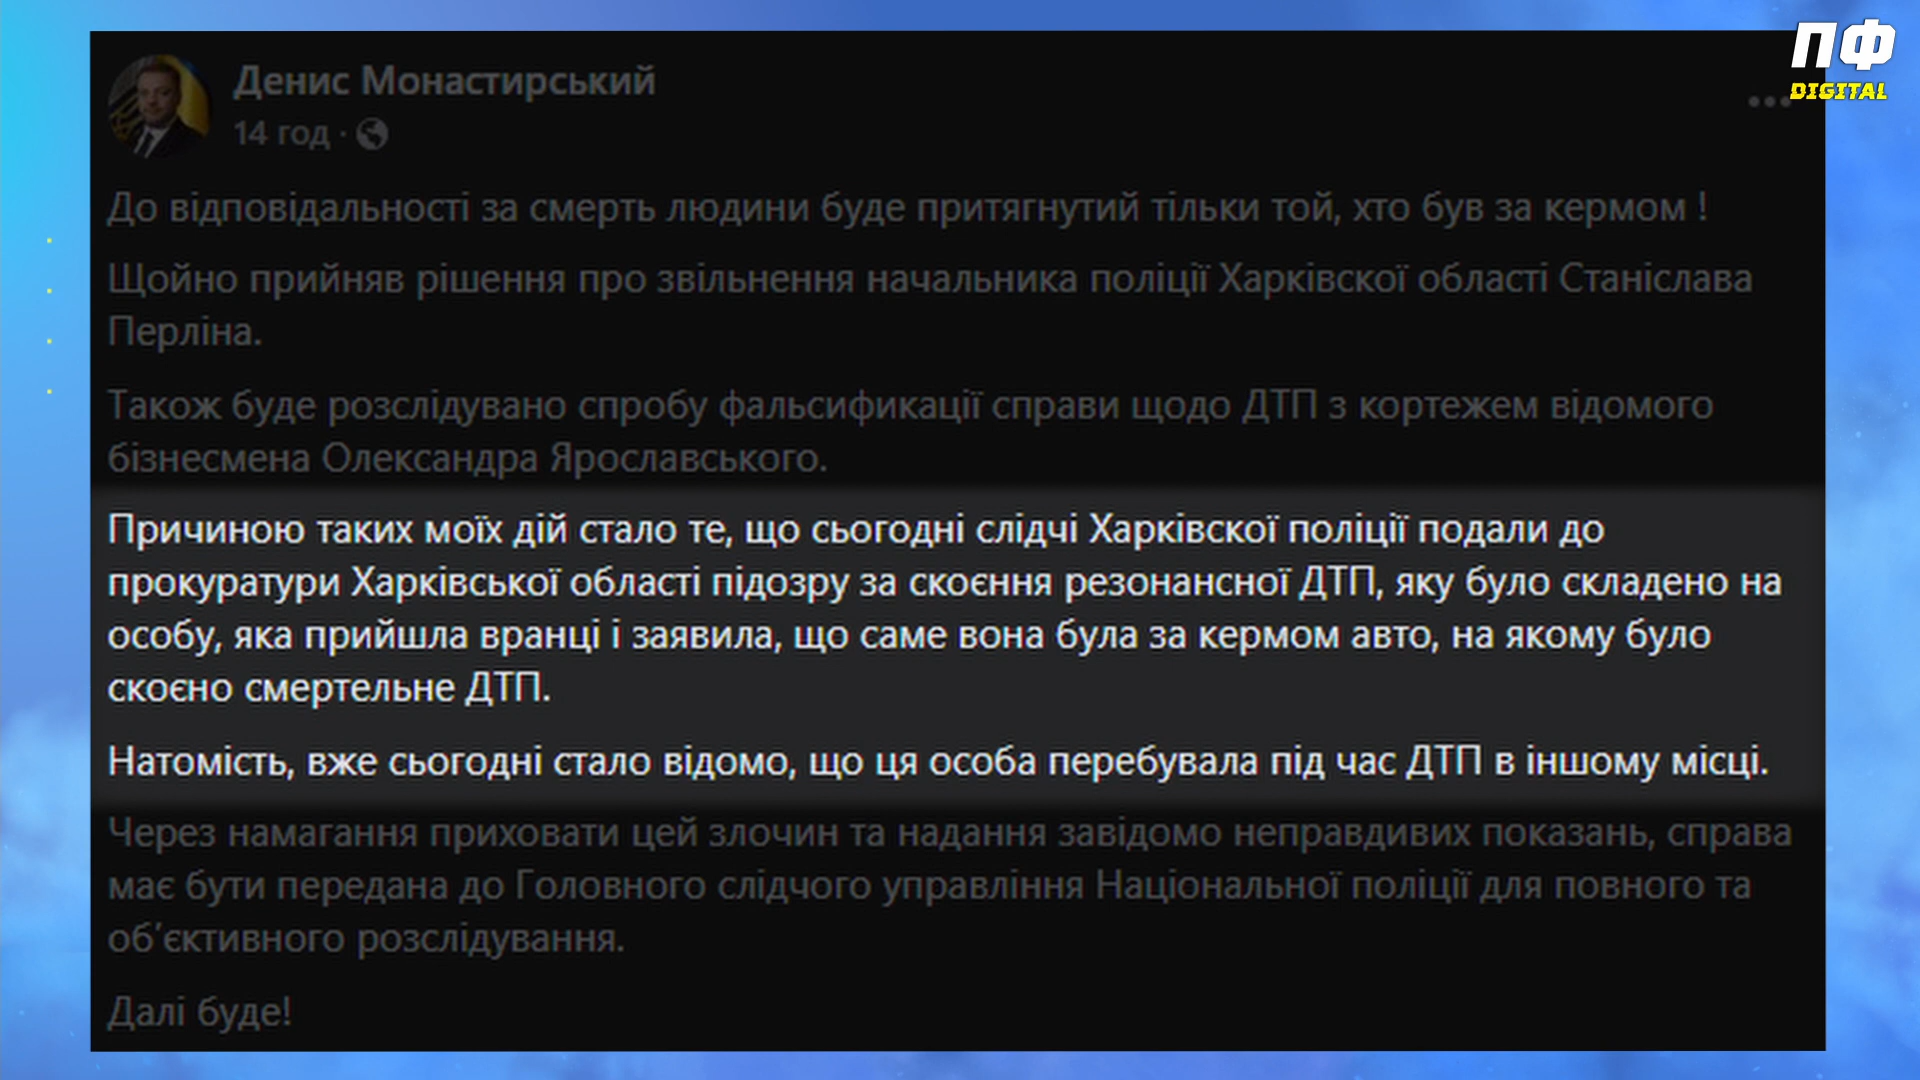 ПФ
DIGITAL
Денис Монастирський
14 год ·
До відповідальності за смерть людини буде притягнутий тільки той, хто був за кермом !
Щойно прийняв рішення про звільнення начальника поліції Харківскої області Станіслава
Перліна.
Також буде розслідувано спробу фальсификації справи щодо ДТП з кортежем відомого
бізнесмена Олександра Ярославського.
Причиною таких моїх дій стало те, що сьогодні слідчі Харківскої поліції подали до
прокуратури Харківської області підозру за скоєння резонансної ДТП, яку було складено на
особу, яка прийшла вранці і заявила, що саме вона була за кермом авто, на якому було
скоєно смертельне ДТП.
Натомість, вже сьогодні стало відомо, що ця особа перебувала під час ДТП в іншому місці.
Через намагання приховати цей злочин та надання завідомо неправдивих показань, справа
має бути передана до Головного слідчого управління Національної поліції для повного та
об’єктивного розслідування.
Далі буде!